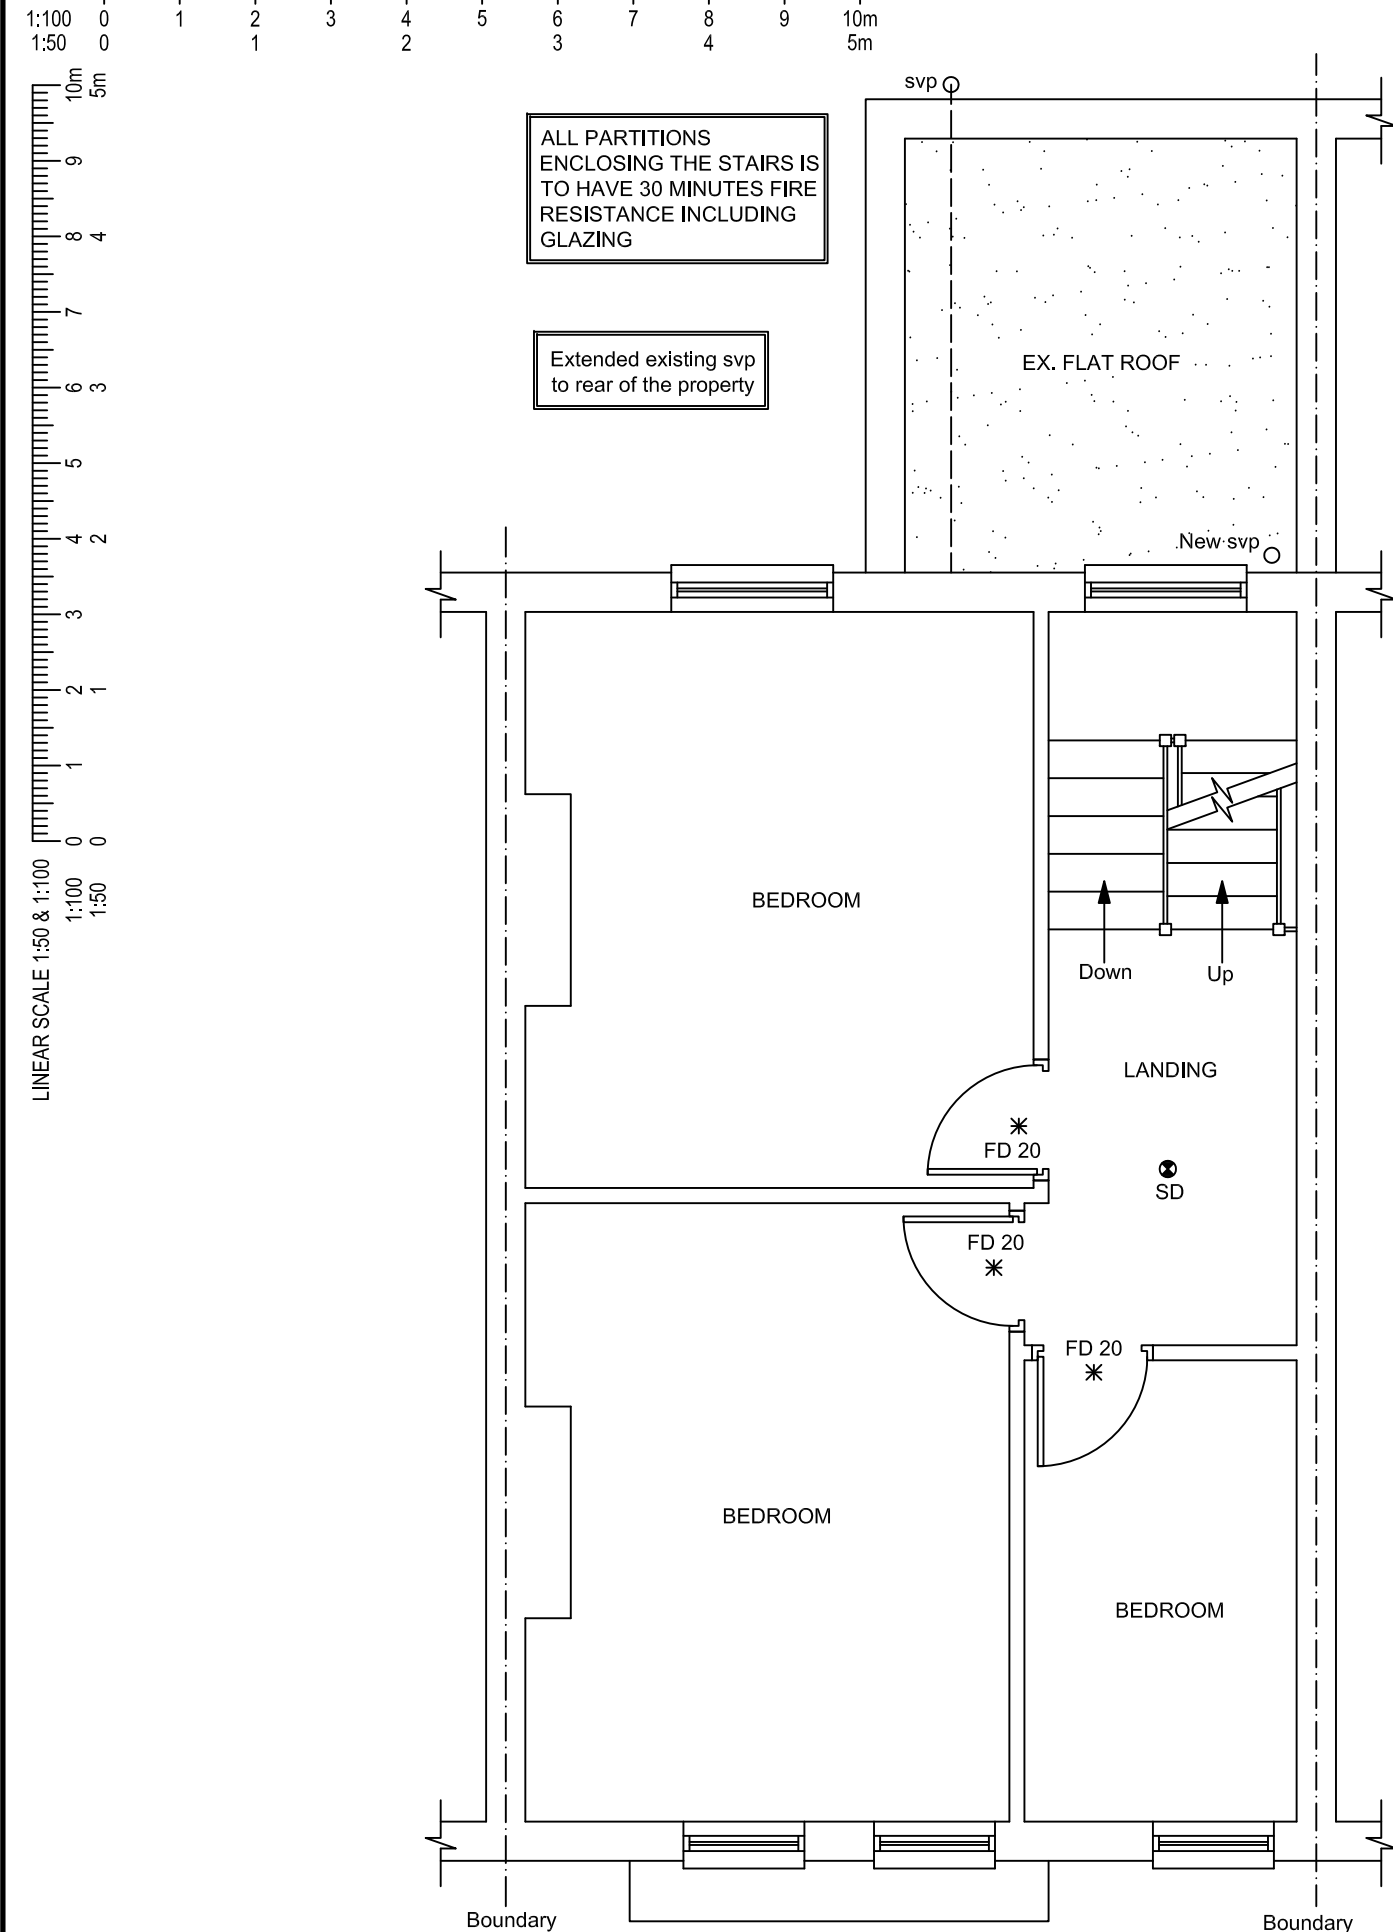 1:100 0 1 2 3 4 5 6 7 8 9 10m
1:50 0 1 2 3 4 5m
10m 5m
9
8 4
7
6 3
5
4 2
3
2 1
1
0 0
1:100
1:50
LINEAR SCALE 1:50 & 1:100
svp
ALL PARTITIONS
ENCLOSING THE STAIRS IS
TO HAVE 30 MINUTES FIRE
RESISTANCE INCLUDING
GLAZING
Extended existing svp
to rear of the property
EX. FLAT ROOF
New svp
BEDROOM
Down
Up
LANDING
FD 20
SD
FD 20
FD 20
BEDROOM
BEDROOM
Boundary
Boundary